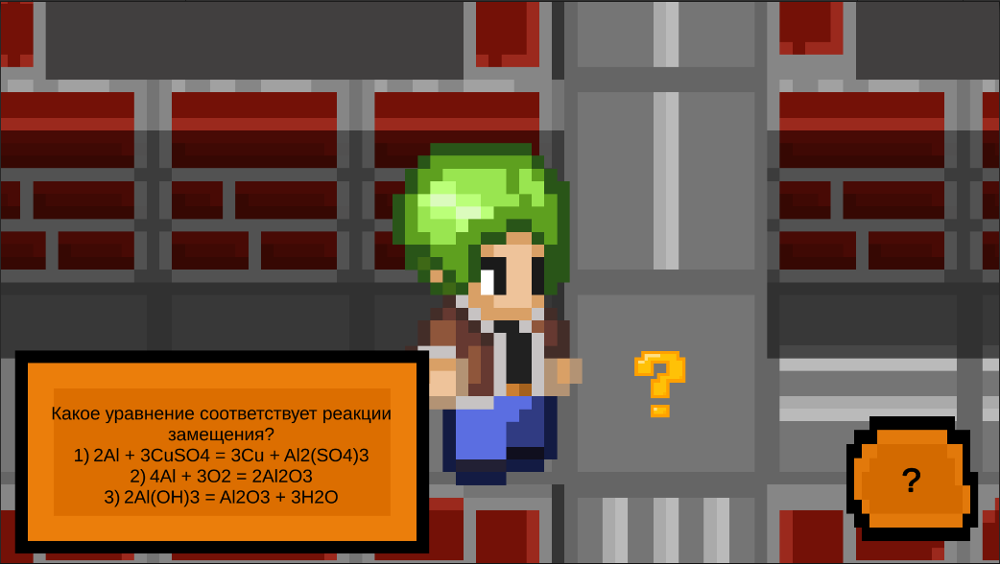 Какое уравнение соответствует реакции
замещения?
1) 2Al + 3CuSO4 = 3Cu + Al2(SO4)3
2) 4Al + 3O2 = 2Al2O3
3) 2Al(OH)3 = Al2O3 + 3H2O
?
?